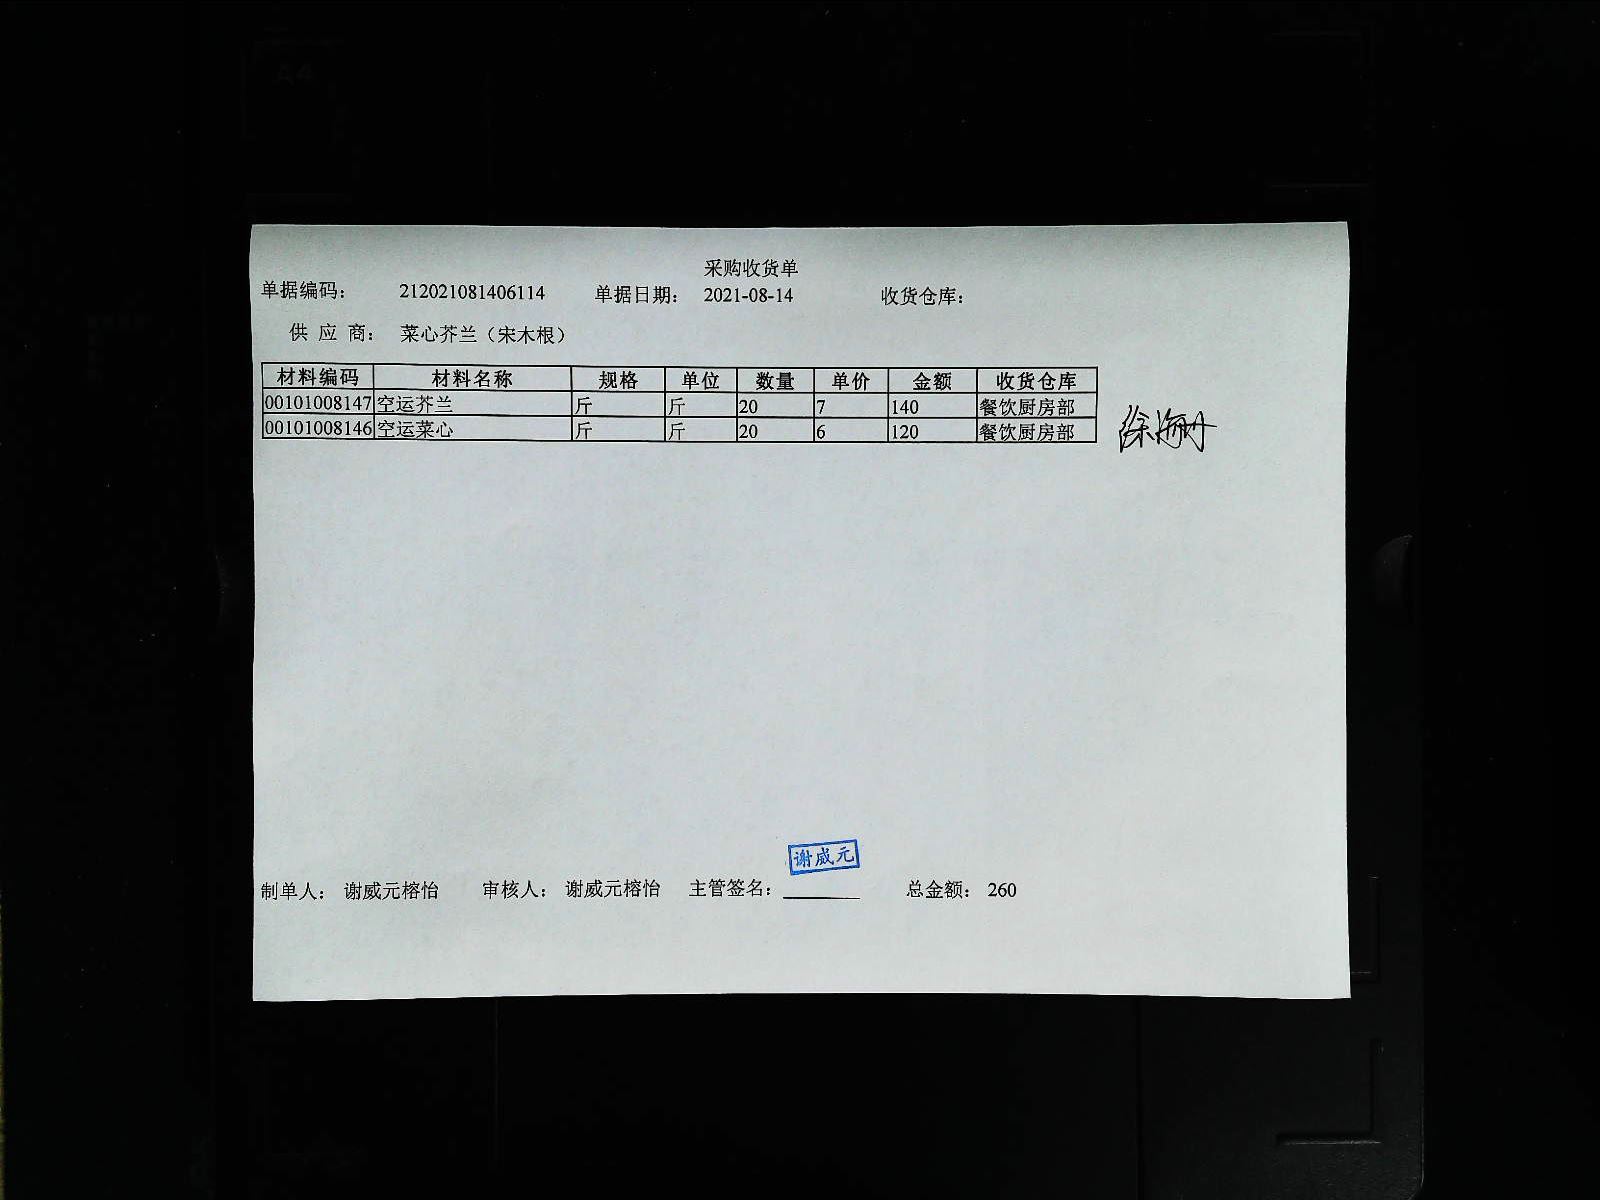 采购收货单
单据编码： 212021081406114 单据日期： 2021-08-14 收货仓库：
供 应 商： 菜心芥兰（宋木根）
材料编码 材料名称 规格 单位 数量 单价 金额 收货仓库
00101008147 空运芥兰 斤 斤 20 7 140 餐饮厨房部
00101008146 空运菜心 斤 斤 20 6 120 餐饮厨房部
谢威元
制单人： 谢威元榕怡 审核人： 谢威元榕怡 主管签名： 总金额： 260